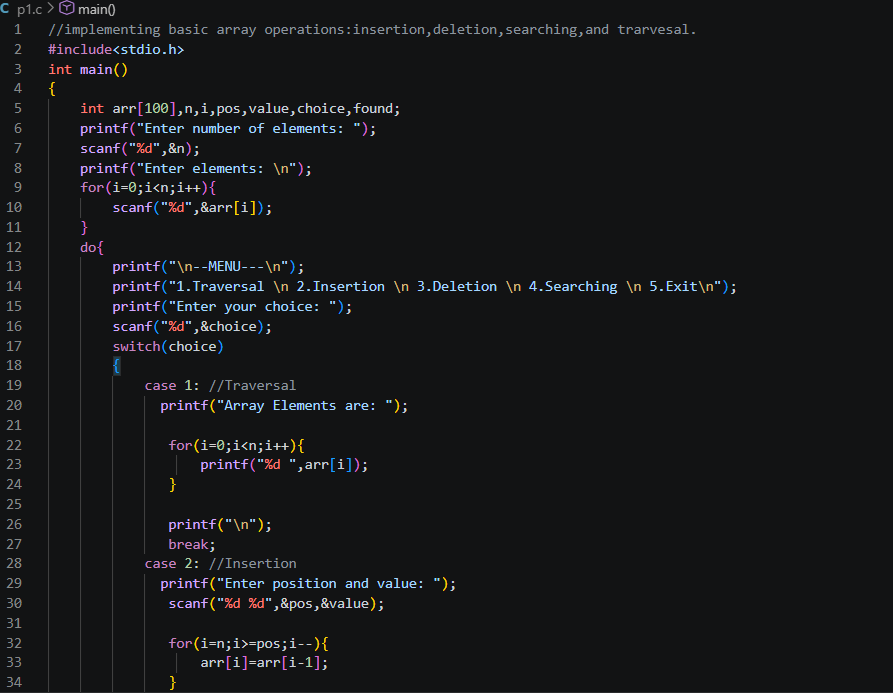 C p1.c > main()
1 //implementing basic array operations:insertion,deletion,searching,and trarvesal.
2 #include<stdio.h>
3 int main()
4 {
5     int arr[100],n,i,pos,value,choice,found;
6     printf("Enter number of elements: ");
7     scanf("%d",&n);
8     printf("Enter elements: \n");
9     for(i=0;i<n;i++){
10         scanf("%d",&arr[i]);
11     }
12     do{
13         printf("\n--MENU---\n");
14         printf("1.Traversal \n 2.Insertion \n 3.Deletion \n 4.Searching \n 5.Exit\n");
15         printf("Enter your choice: ");
16         scanf("%d",&choice);
17         switch(choice)
18         {
19             case 1: //Traversal
20               printf("Array Elements are: ");
21
22                for(i=0;i<n;i++){
23                    printf("%d ",arr[i]);
24                }
25
26                printf("\n");
27                break;
28             case 2: //Insertion
29               printf("Enter position and value: ");
30                scanf("%d %d",&pos,&value);
31
32                for(i=n;i>=pos;i--){
33                    arr[i]=arr[i-1];
34                }